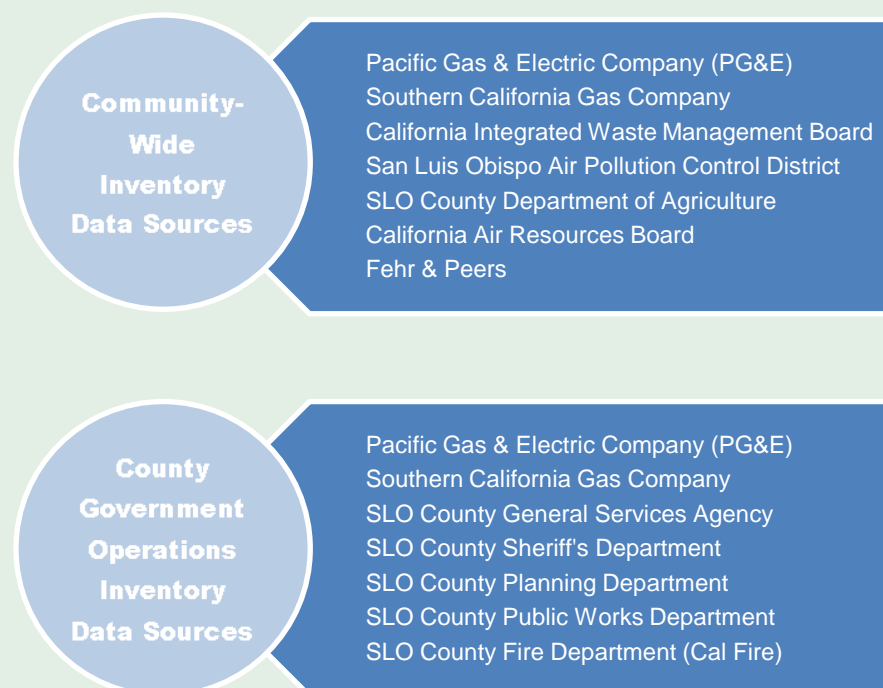 Community-
Wide
Inventory
Data Sources
Pacific Gas & Electric Company (PG&E)
Southern California Gas Company
California Integrated Waste Management Board
San Luis Obispo Air Pollution Control District
SLO County Department of Agriculture
California Air Resources Board
Fehr & Peers
County
Government
Operations
Inventory
Data Sources
Pacific Gas & Electric Company (PG&E)
Southern California Gas Company
SLO County General Services Agency
SLO County Sheriff's Department
SLO County Planning Department
SLO County Public Works Department
SLO County Fire Department (Cal Fire)